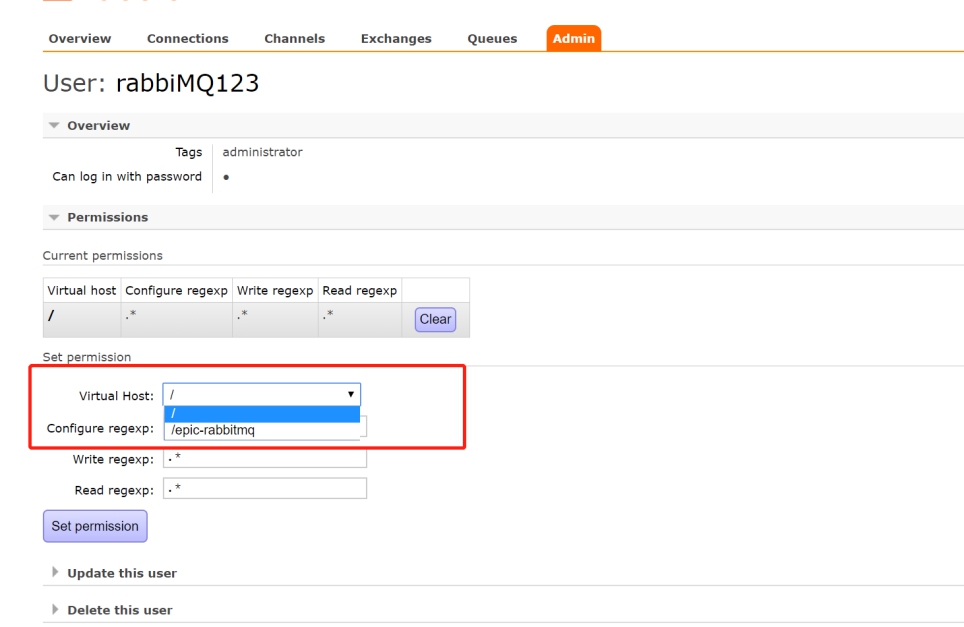 Overview Connections Channels Exchanges Queues Admin
User: rabbiMQ123
Overview
Tags administrator
Can log in with password •
Permissions
Current permissions
Virtual host Configure regexp Write regexp Read regexp
/ .* .* .* Clear
Set permission
Virtual Host: /
/
Configure regexp: /epic-rabbitmq
Write regexp: .*
Read regexp: .*
Set permission
Update this user
Delete this user